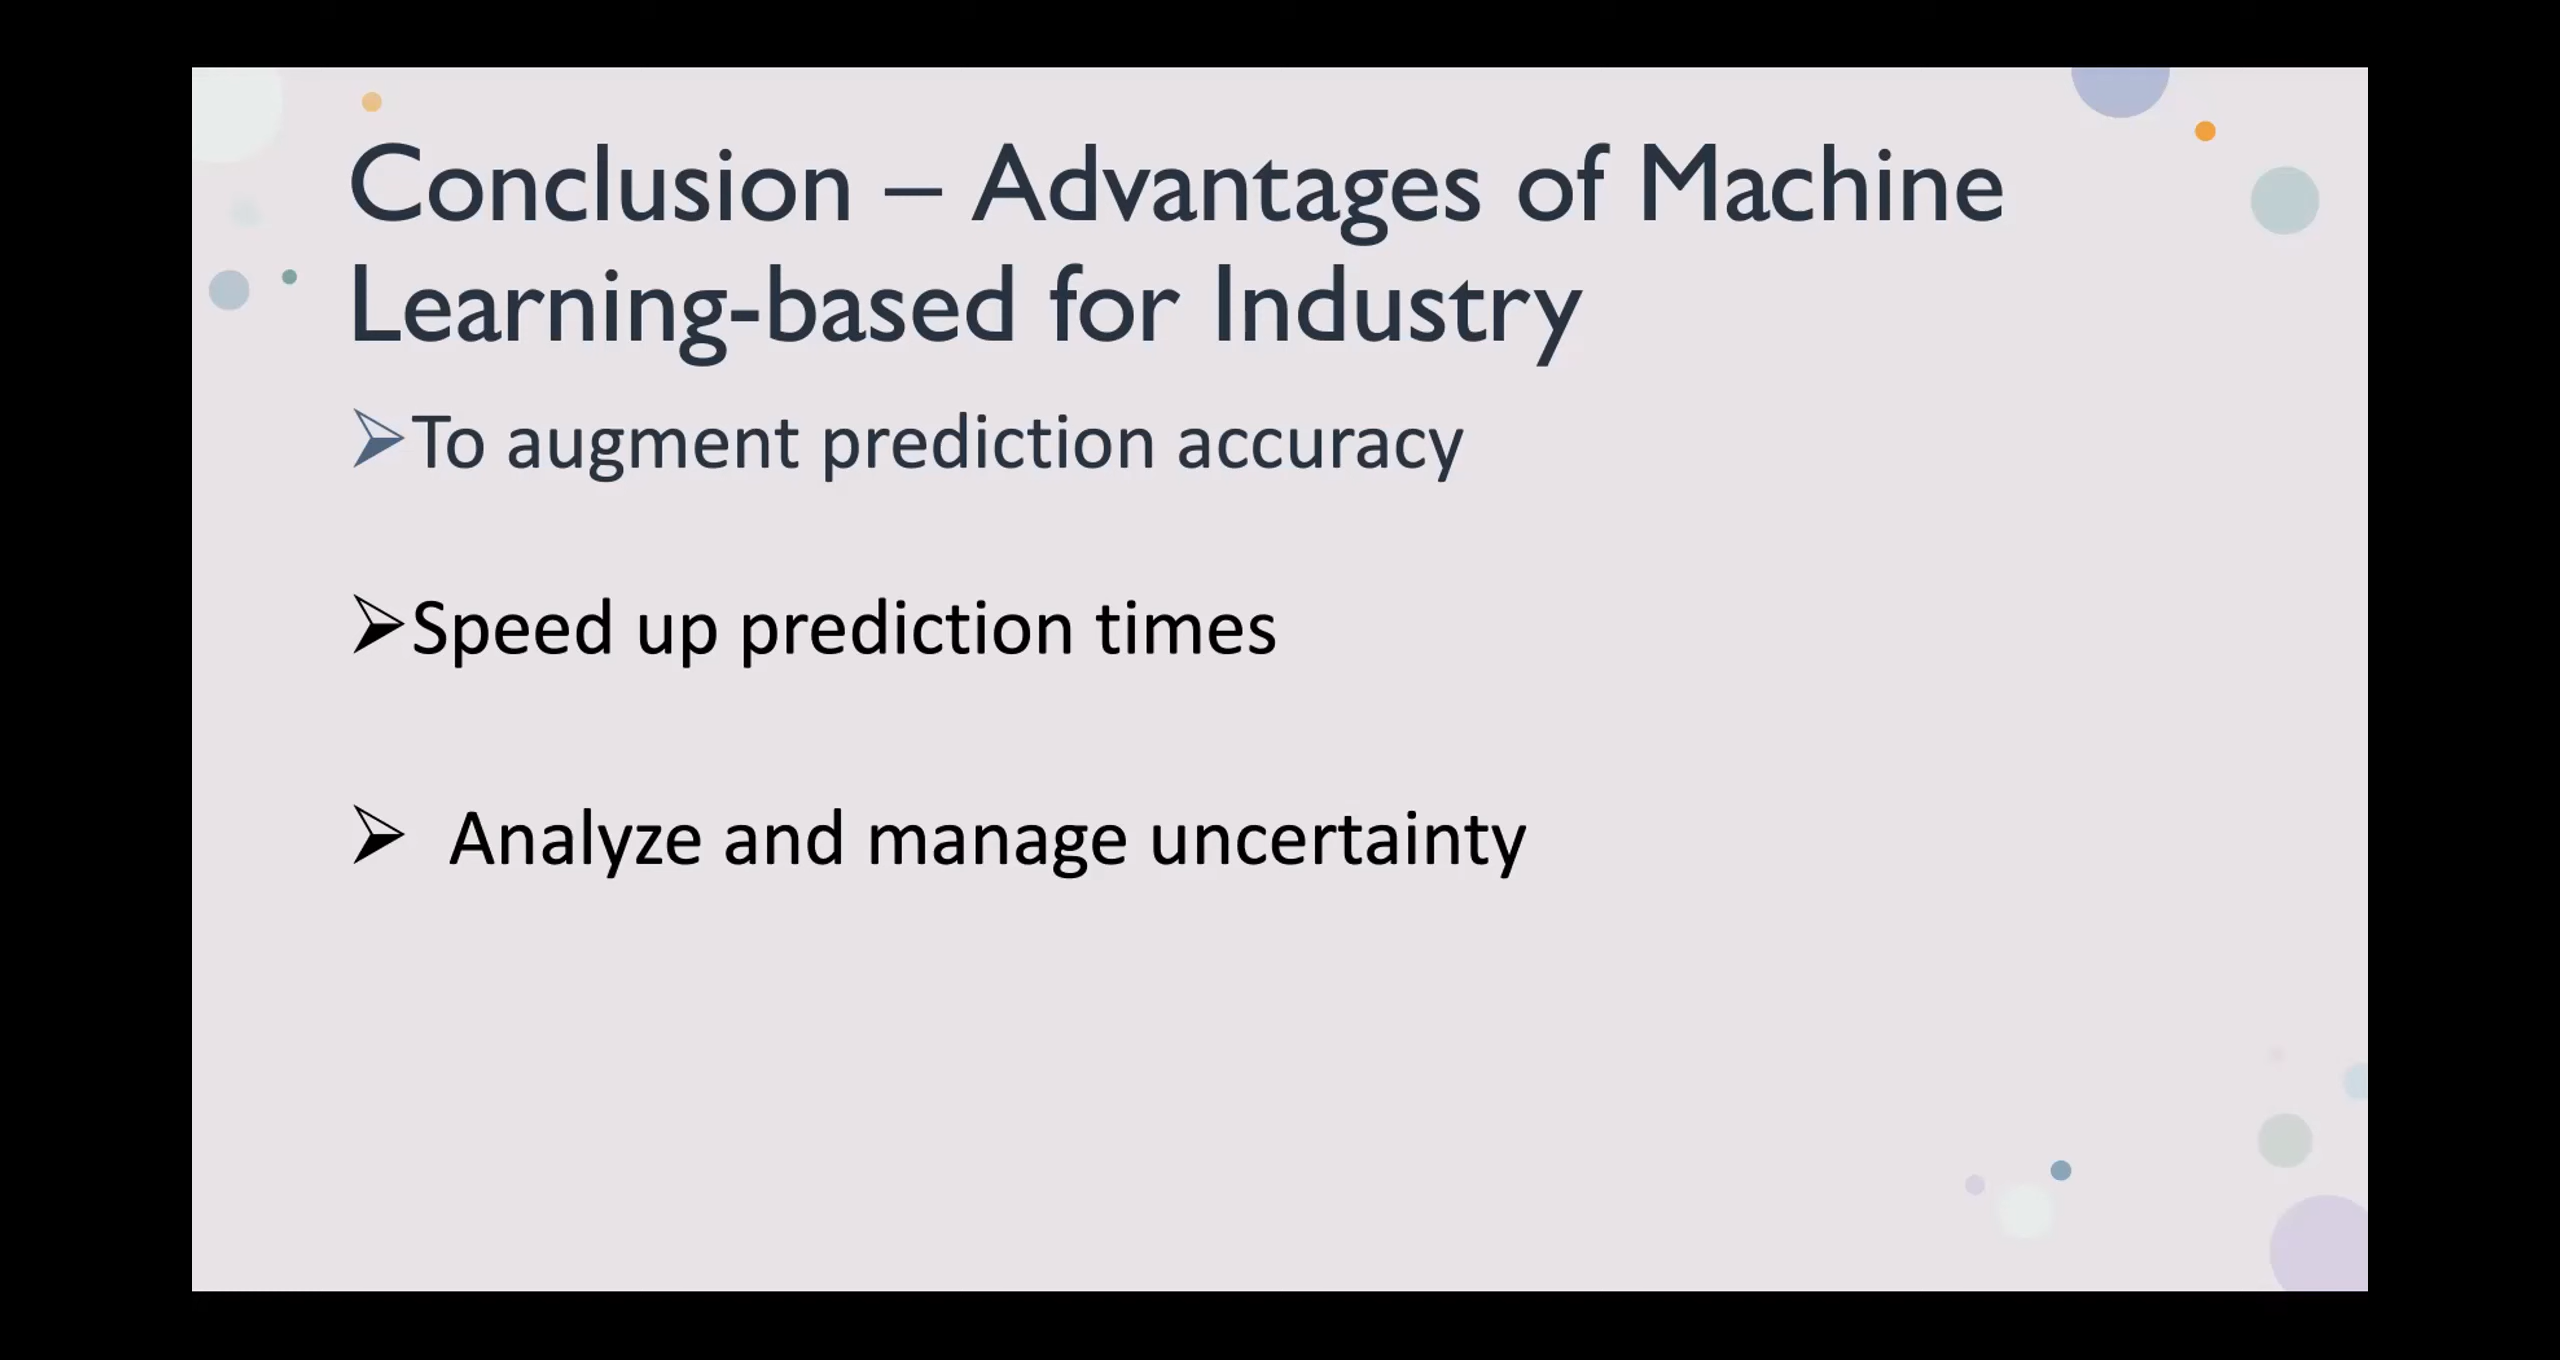 Conclusion – Advantages of Machine
Learning-based for Industry
➢To augment prediction accuracy
➢Speed up prediction times
➢ Analyze and manage uncertainty